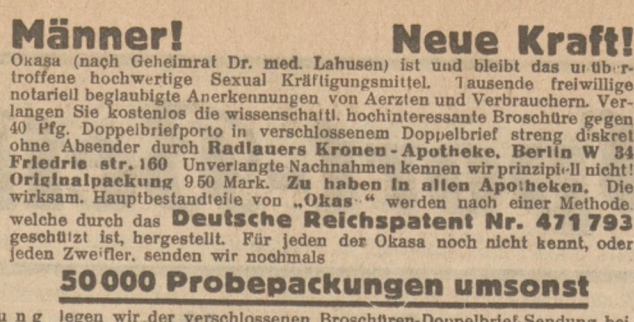 Männer! Neue Kraft!
Okasa (nach Geheimrat Dr. med. Lahusen) ist und bleibt das unüber-
troffene hochwertige Sexual Kräftigungsmittel. Tausende freiwillige
notariell beglaubigte Anerkennungen von Aerzten und Verbrauchern. Ver-
langen Sie kostenlos die wissenschaftl. hochinteressante Broschüre gegen
40 Pfg. Doppelbriefporto in verschlossenem Doppelbrief streng diskret
ohne Absender durch Radlauers Kronen-Apotheke, Berlin W 34
Friedrichstr. 160 Unverlangte Nachnahmen kennen wir prinzipiell nicht!
Originalpackung 9 50 Mark. Zu haben in allen Apotheken. Die
wirksam. Hauptbestandteile von „Okasa" werden nach einer Methode,
welche durch das Deutsche Reichspatent Nr. 471793
geschützt ist, hergestellt. Für jeden der Okasa noch nicht kennt, oder
jeden Zweifler, senden wir nochmals
50000 Probepackungen umsonst
legen wir der verschlossenen Broschüren-Doppelbrief-Sendung bei